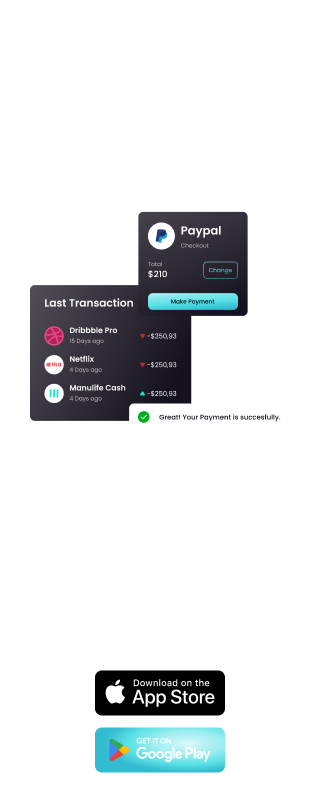 Paypal
Checkout
Total
$210
Change
Make Payment
Last Transaction
Dribbble Pro
15 Days ago
-$250,93
NETFLIX
Netflix
4 Days ago
-$250,93
Manulife Cash
4 Days ago
-$250,93
Great! Your Payment is succesfully.
Download on the
App Store
GET IT ON
Google Play